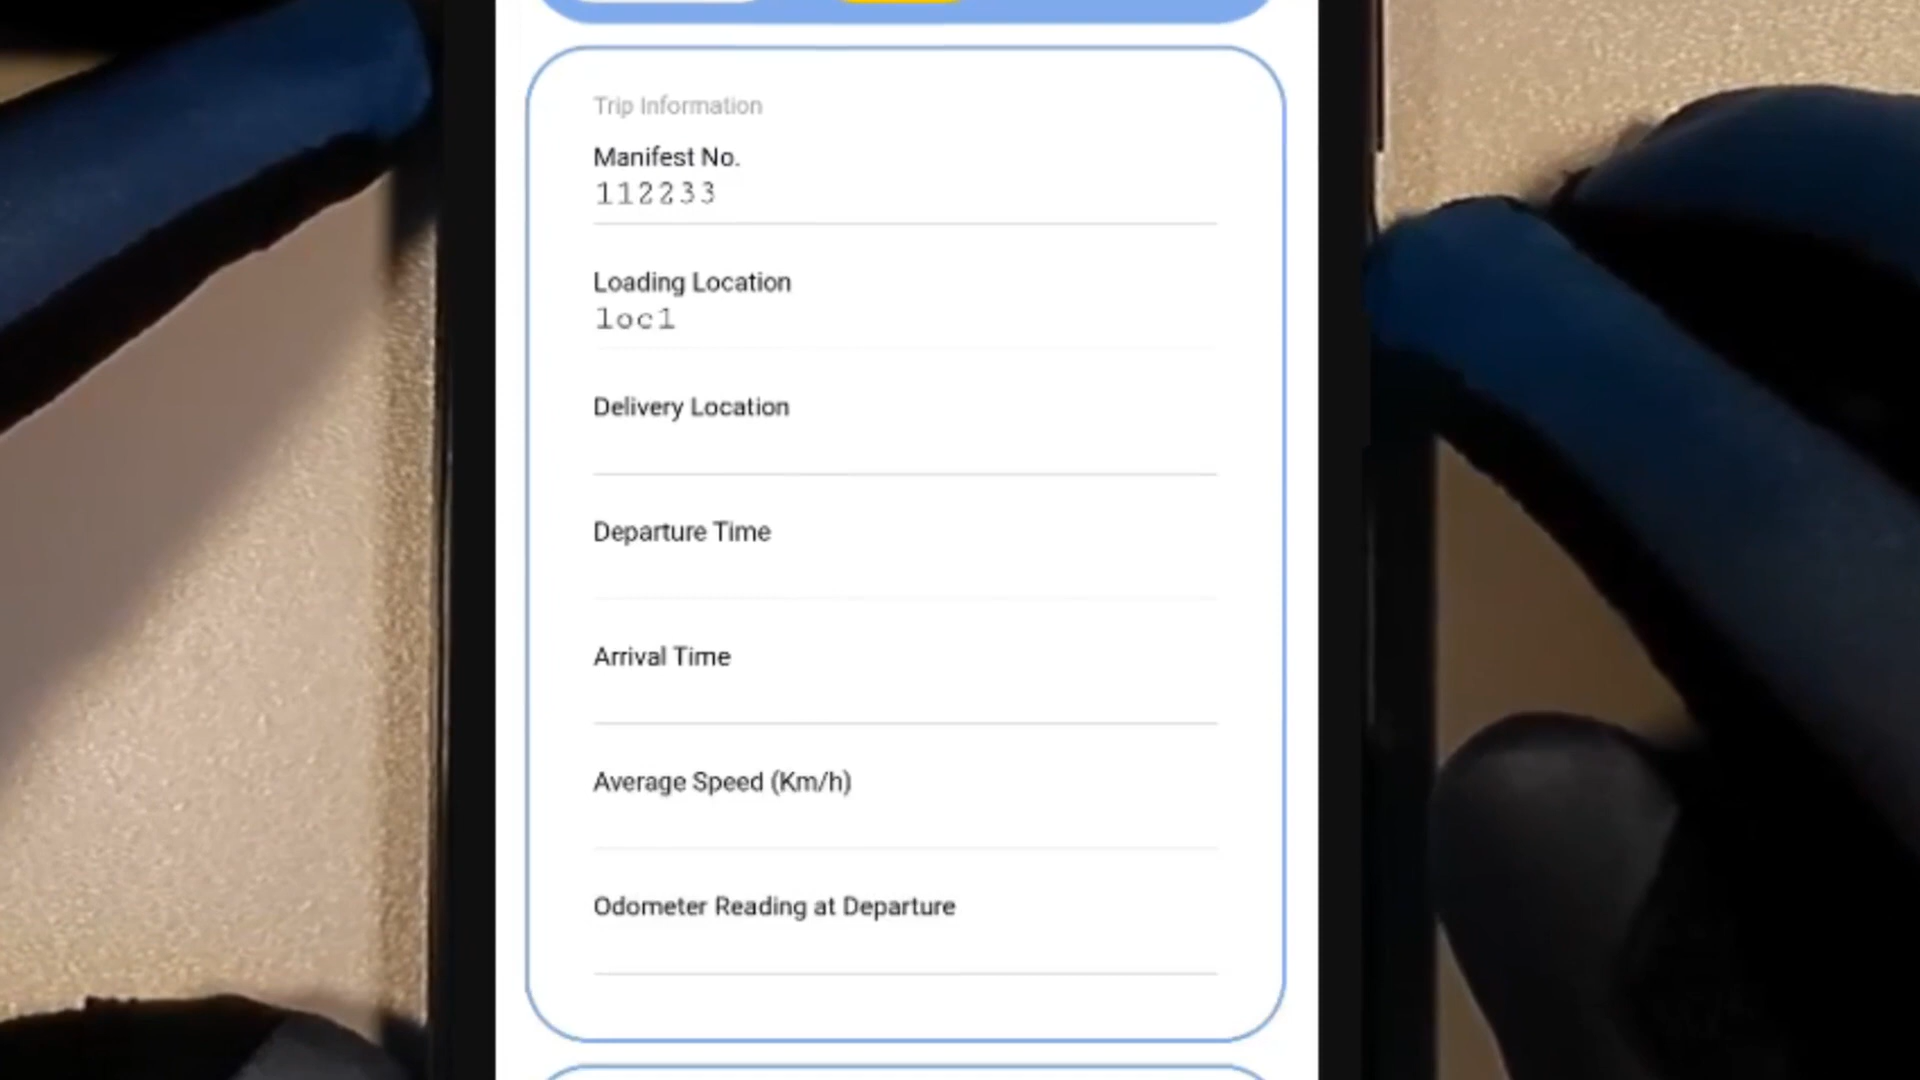 Trip Information
Manifest No.
112233
Loading Location
loc1
Delivery Location
Departure Time
Arrival Time
Average Speed (Km/h)
Odometer Reading at Departure